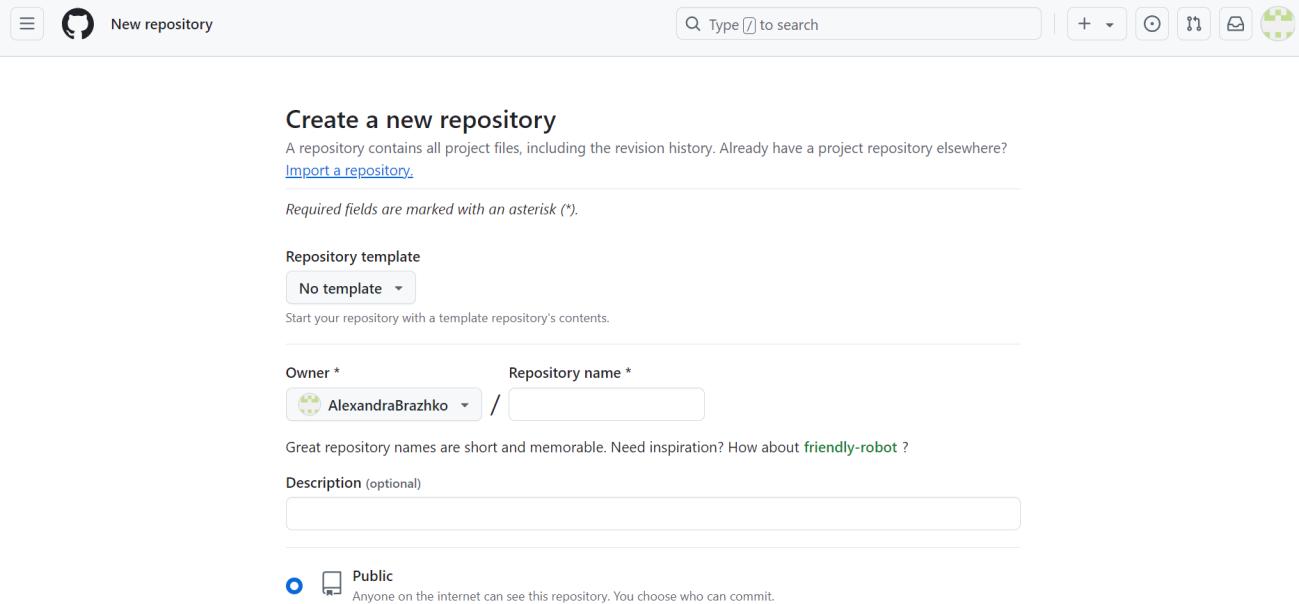 New repository
Type / to search
Create a new repository
A repository contains all project files, including the revision history. Already have a project repository elsewhere?
Import a repository.
Required fields are marked with an asterisk (*).
Repository template
No template
Start your repository with a template repository's contents.
Owner * Repository name *
AlexandraBrazhko /
Great repository names are short and memorable. Need inspiration? How about friendly-robot ?
Description (optional)
Public
Anyone on the internet can see this repository. You choose who can commit.